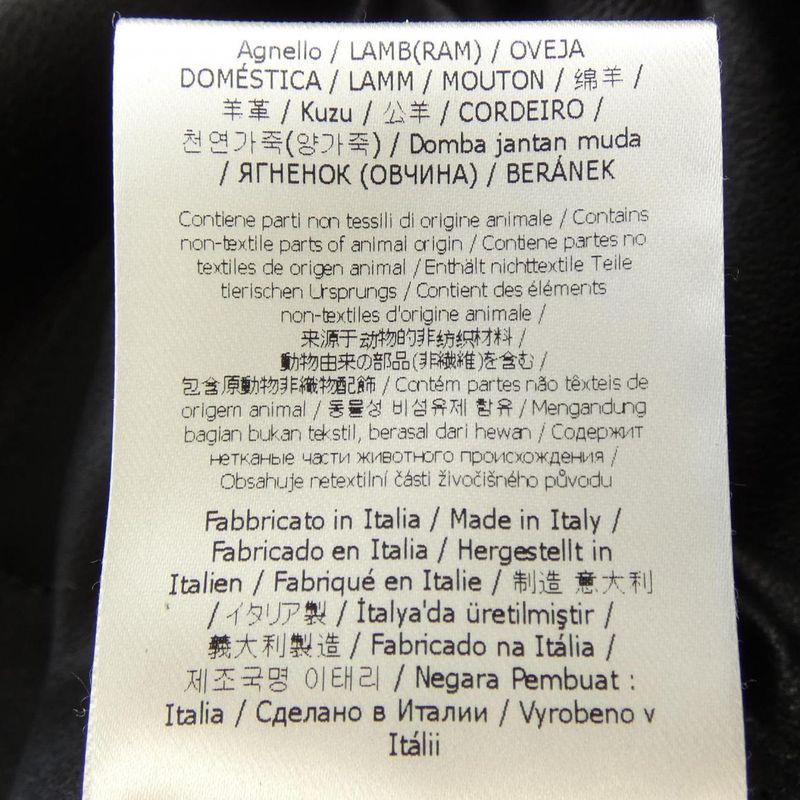 Agnello / LAMB(RAM) / OVEJA
DOMÉSTICA / LAMM / MOUTON / 绵羊 /
羊革 / Kuzu / 公羊 / CORDEIRO /
천연가죽(양가죽) / Domba jantan muda
/ ЯГНЕНОК (ОВЧИНА) / BERÁNEK
Contiene parti non tessili di origine animale / Contains
non-textile parts of animal origin / Contiene partes no
textiles de origen animal / Enthält nichttextile Teile
tierischen Ursprungs / Contient des éléments
non-textiles d'origine animale /
来源于动物的非纺织材料 /
動物由来の部品(非繊維)を含む /
包含原動物非織物配飾 / Contém partes não têxteis de
origem animal / 동물성 비섬유제 함유 / Mengandung
bagian bukan tekstil, berasal dari hewan / Содержит
нетканые части животного происхождения /
Obsahuje netextilní části živočišného původu
Fabbricato in Italia / Made in Italy /
Fabricado en Italia / Hergestellt in
Italien / Fabriqué en Italie / 制造 意大利
/ イタリア製 / İtalya'da üretilmiştir /
義大利製造 / Fabricado na Itália /
제조국명 이태리 / Negara Pembuat :
Italia / Сделано в Италии / Vyrobeno v
Itálii